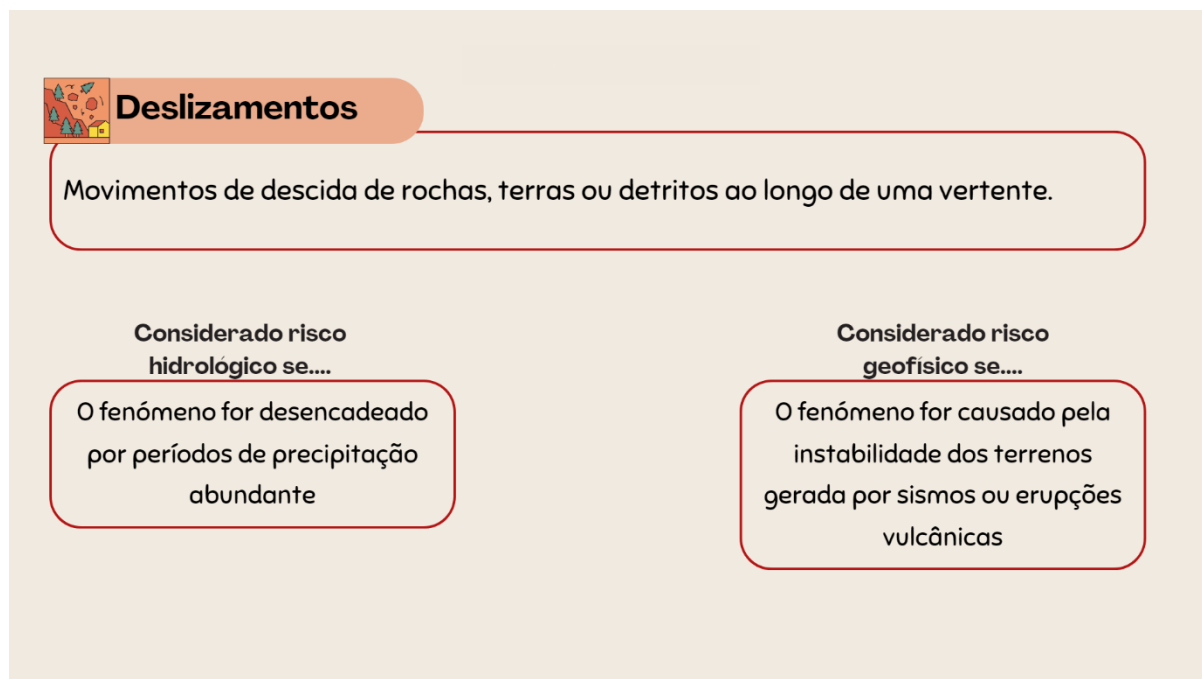 Deslizamentos
Movimentos de descida de rochas, terras ou detritos ao longo de uma vertente.
Considerado risco
hidrológico se....
O fenómeno for desencadeado
por períodos de precipitação
abundante
Considerado risco
geofísico se....
O fenómeno for causado pela
instabilidade dos terrenos
gerada por sismos ou erupções
vulcânicas